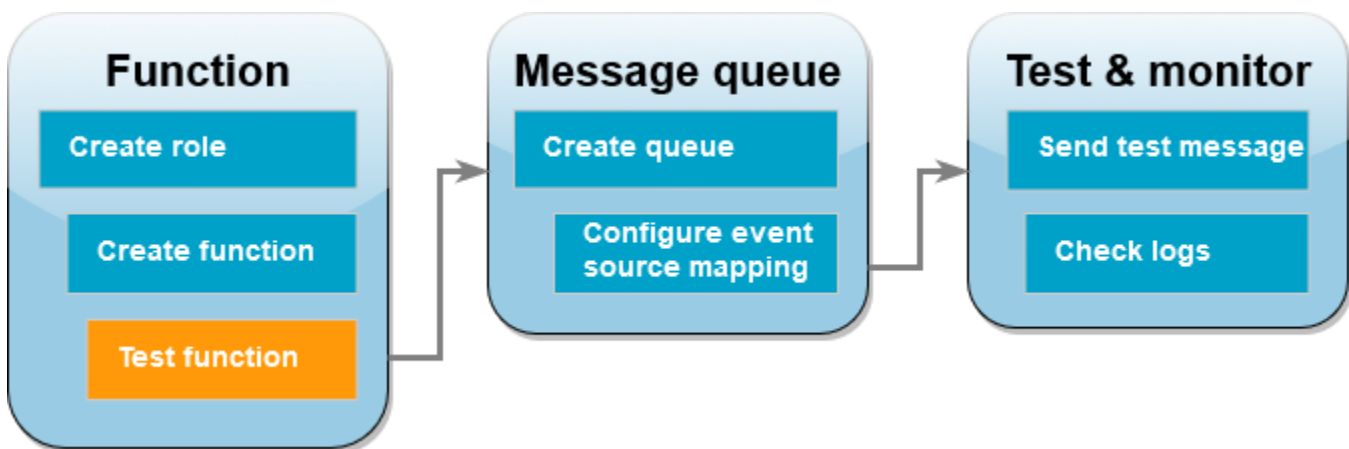 Function
Create role
Create function
Test function
Message queue
Create queue
Configure event
source mapping
Test & monitor
Send test message
Check logs